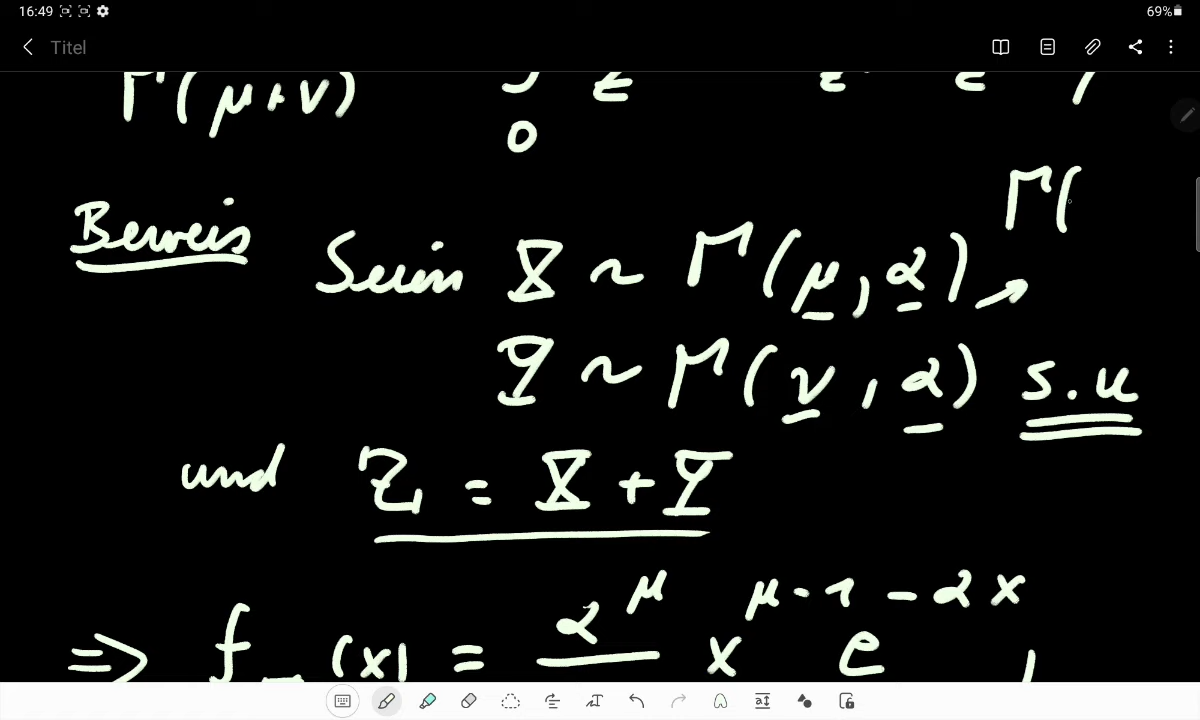 16:49 69%
Titel
Γ(μ+ν)
0
Γ(
Beweis Seien X ~ Γ(μ, α),
Y ~ Γ(ν, α) s.u
und Z = X + Y
=> f (x) = α^μ x^(μ-1) e^(-αx),